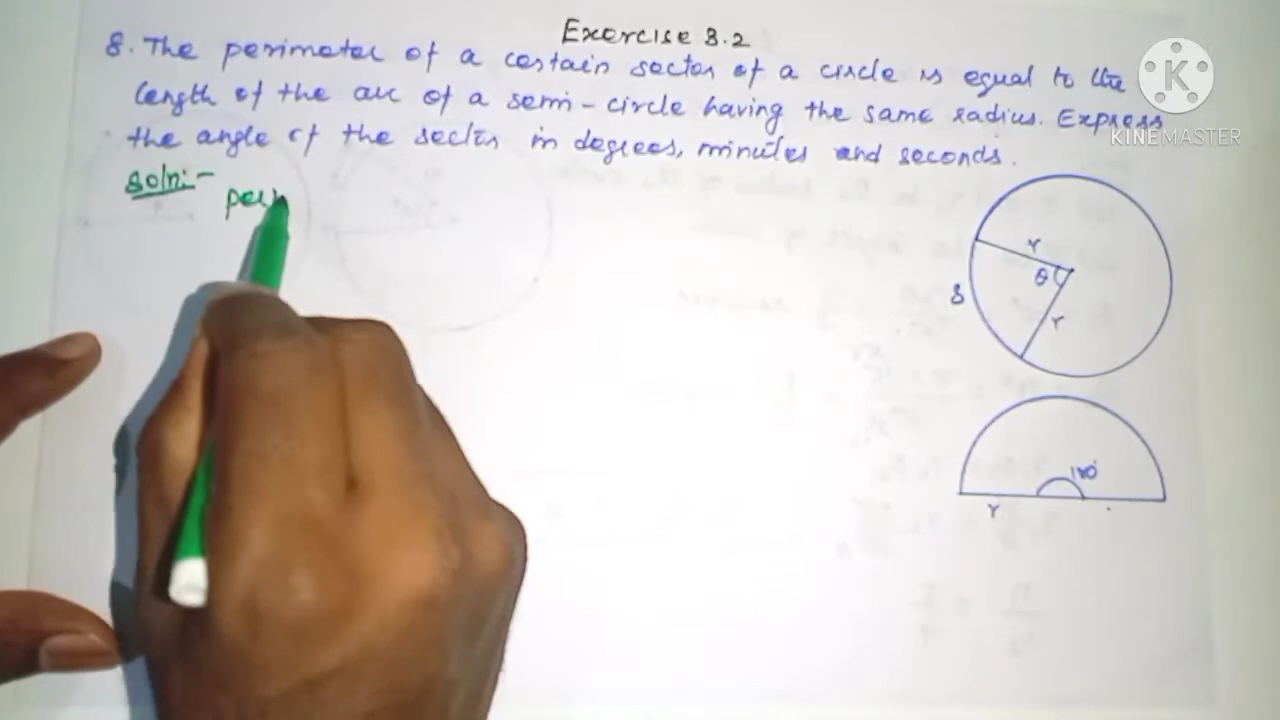 Exercise 3.2
8. The perimeter of a certain sector of a circle is equal to the
length of the arc of a semi-circle having the same radius. Express
the angle of the sector in degrees, minutes and seconds.
Soln:-
per
r
θ
s
r
180°
r
K
KINEMASTER